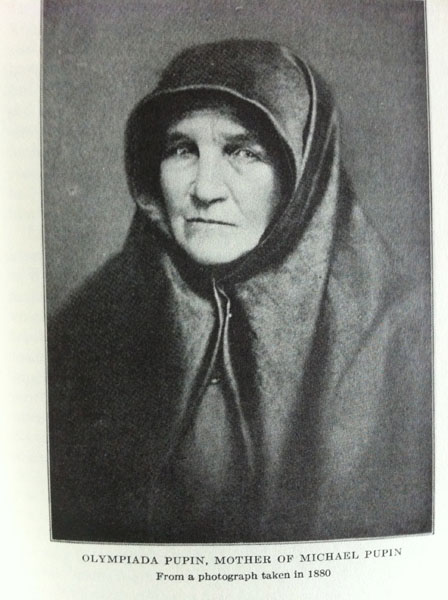 OLYMPIADA PUPIN, MOTHER OF MICHAEL PUPIN
From a photograph taken in 1880